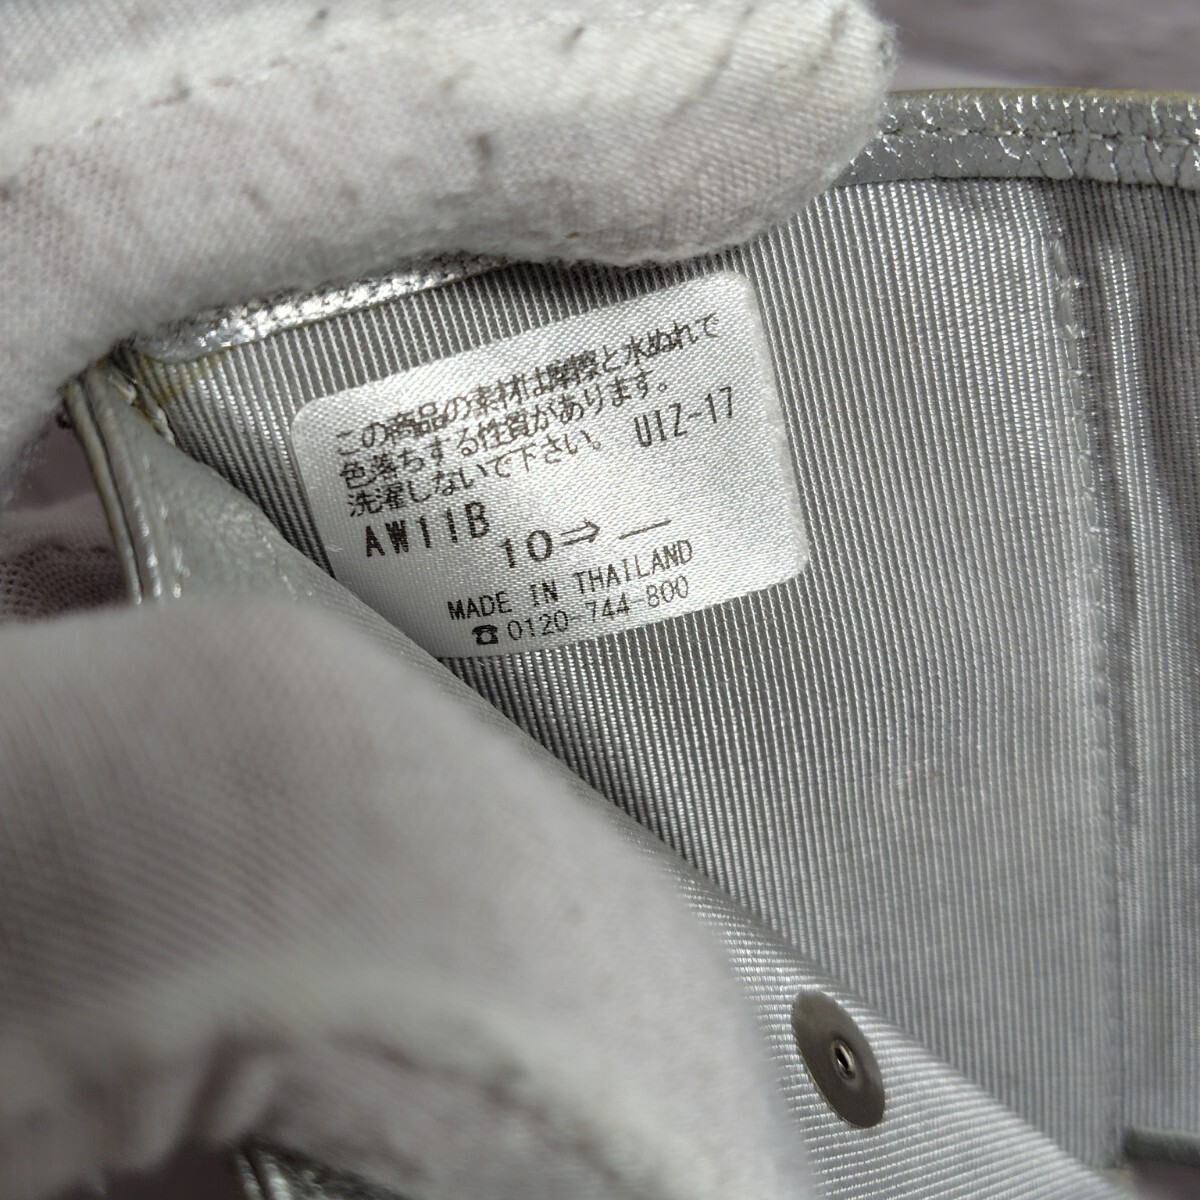 この商品の素材は摩擦と水ぬれで
色落ちする性質があります。
洗濯しないで下さい。 U1Z-17
AW11B
10⇒ —
MADE IN THAILAND
☎0120-744-800